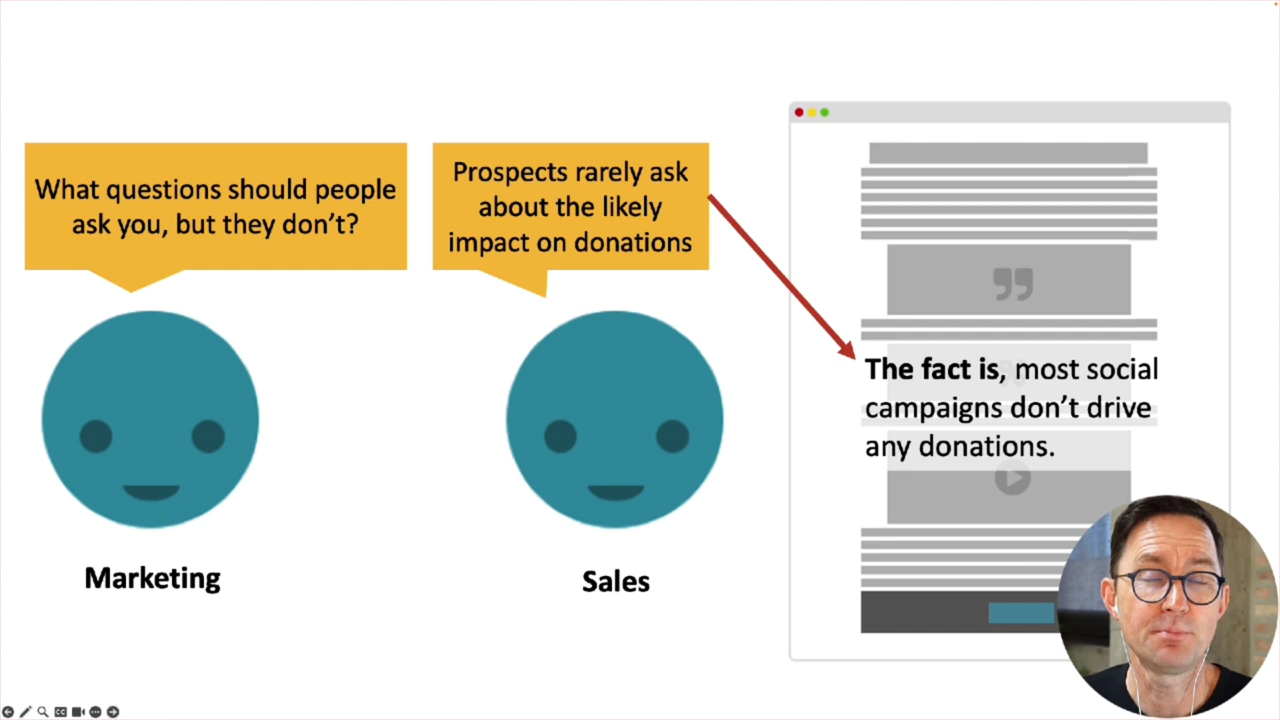 What questions should people
ask you, but they don't?
Prospects rarely ask
about the likely
impact on donations
The fact is, most social
campaigns don't drive
any donations.
Marketing
Sales
CC